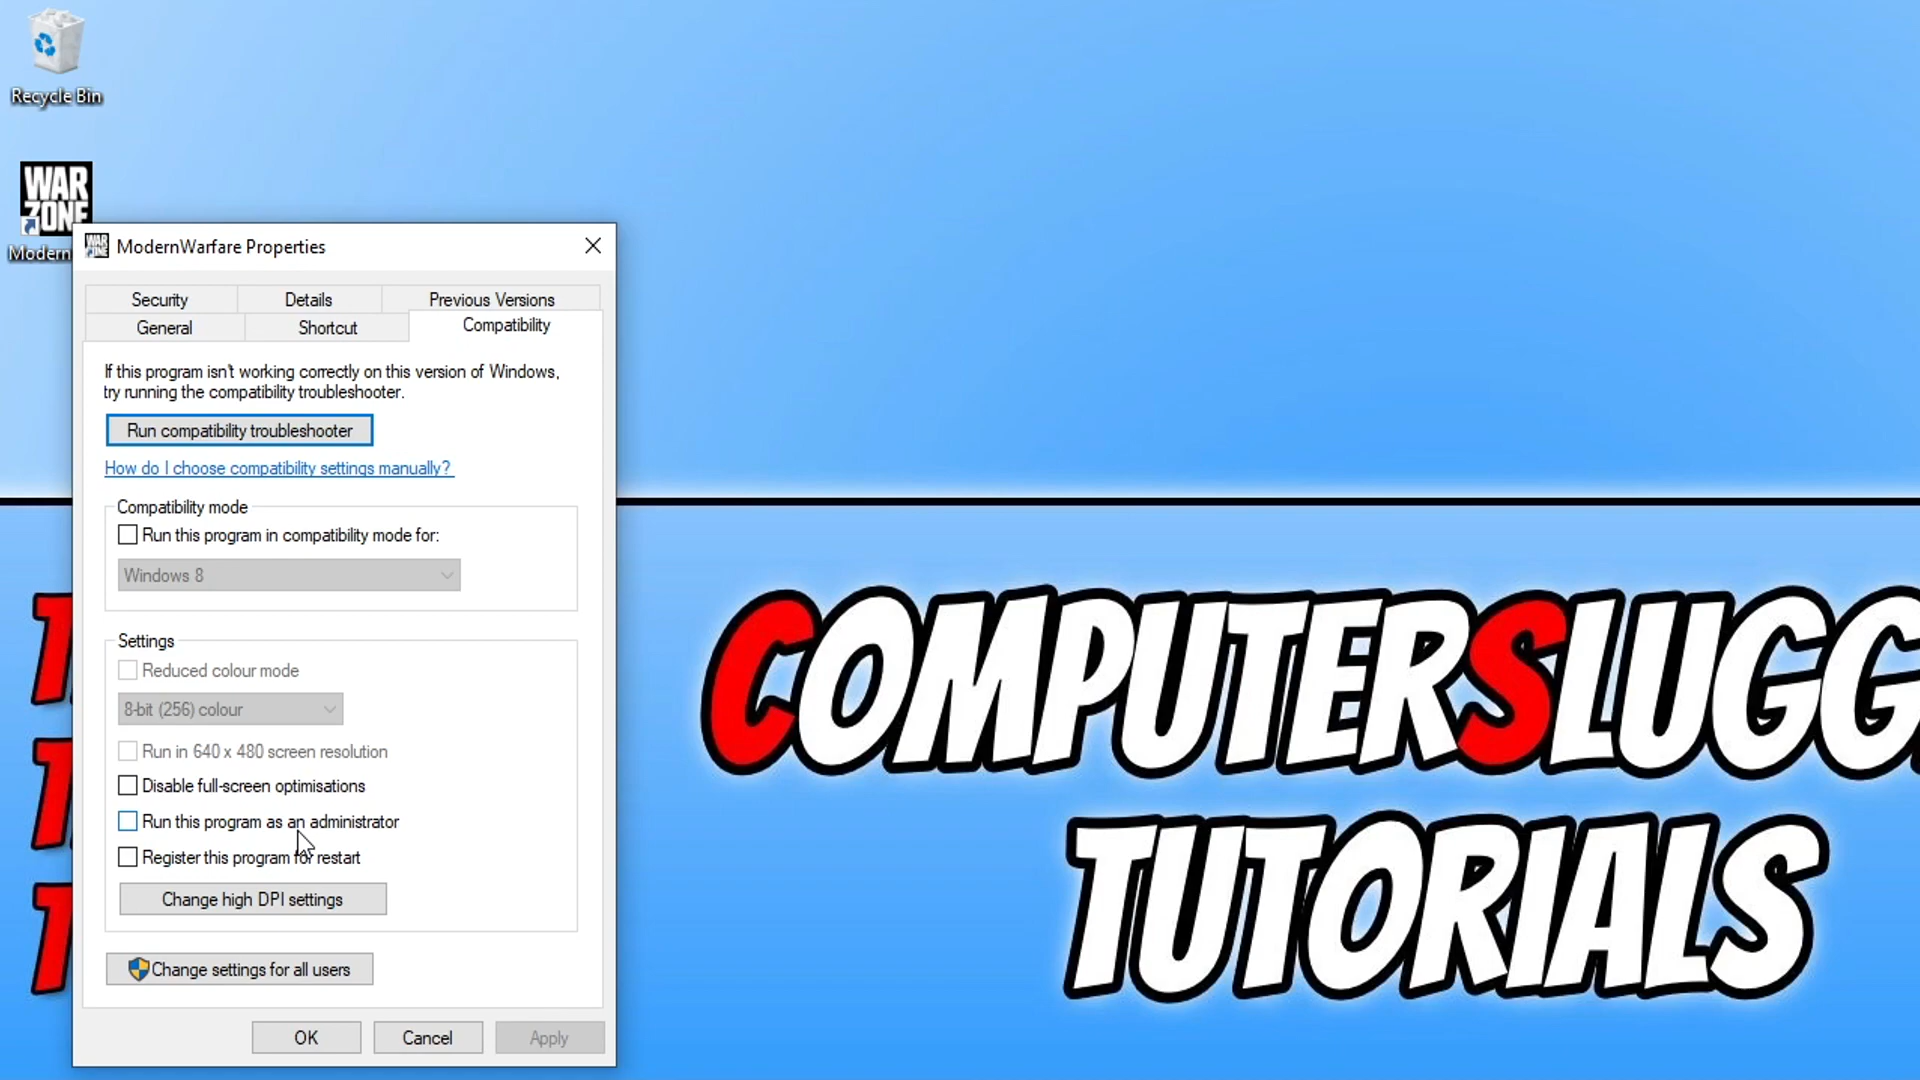 Recycle Bin
WAR
ZONE
Modern
WAR
ZONE
ModernWarfare Properties
Security
Details
Previous Versions
General
Shortcut
Compatibility
If this program isn't working correctly on this version of Windows,
try running the compatibility troubleshooter.
Run compatibility troubleshooter
How do I choose compatibility settings manually?
Compatibility mode
Run this program in compatibility mode for:
Windows 8
Settings
Reduced colour mode
8-bit (256) colour
Run in 640 x 480 screen resolution
Disable full-screen optimisations
Run this program as an administrator
Register this program for restart
Change high DPI settings
Change settings for all users
OK
Cancel
Apply
T
T
T
COMPUTERSLUGG
TUTORIALS